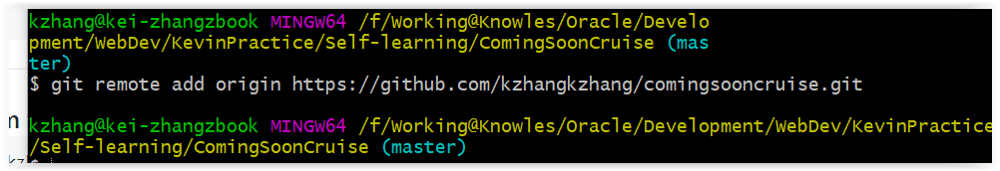 kzhang@kei-zhangzbook MINGW64 /f/Working@Knowles/Oracle/Develo
pment/WebDev/KevinPractice/Self-learning/ComingSoonCruise (mas
ter)
$ git remote add origin https://github.com/kzhangkzhang/comingsooncruise.git
kzhang@kei-zhangzbook MINGW64 /f/Working@Knowles/Oracle/Development/WebDev/KevinPractice
/Self-learning/ComingSoonCruise (master)